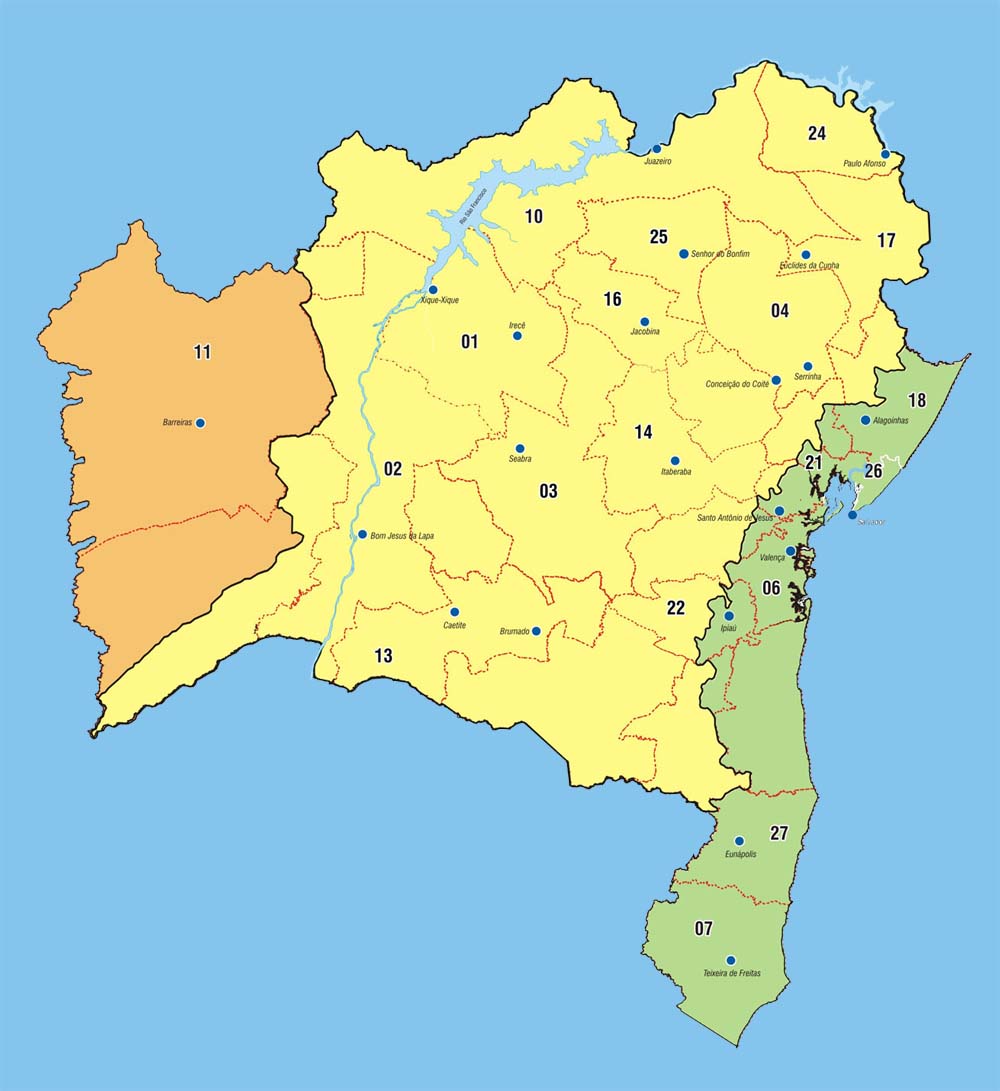 24
Paulo Afonso
Juazeiro
Rio São Francisco
10
25
17
Senhor do Bonfim
Euclides da Cunha
Xique-Xique
16
04
Jacobina
Irecê
01
11
Serrinha
Conceição do Coité
18
Barreiras
Alagoinhas
14
Seabra
Itaberaba
21
26
02
03
Santo Antônio de Jesus
Salvador
Bom Jesus da Lapa
Valença
06
22
Caetite
Ipiaú
Brumado
13
27
Eunápolis
07
Teixeira de Freitas